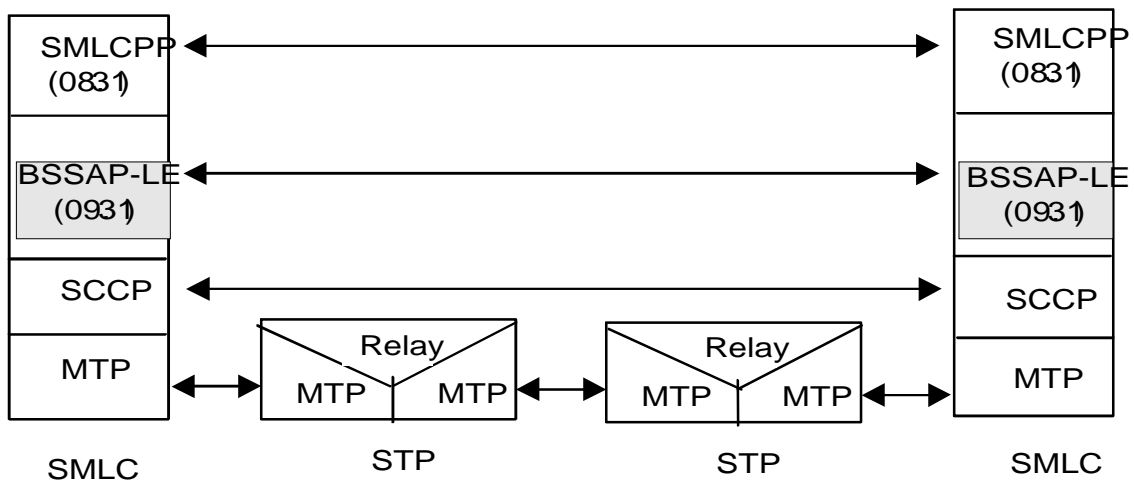 SMLCPP
(0831)
BSSAP-LE
(0931)
SCCP
MTP
SMLC
Relay
MTP MTP
STP
Relay
MTP MTP
STP
SMLCPP
(0831)
BSSAP-LE
(0931)
SCCP
MTP
SMLC